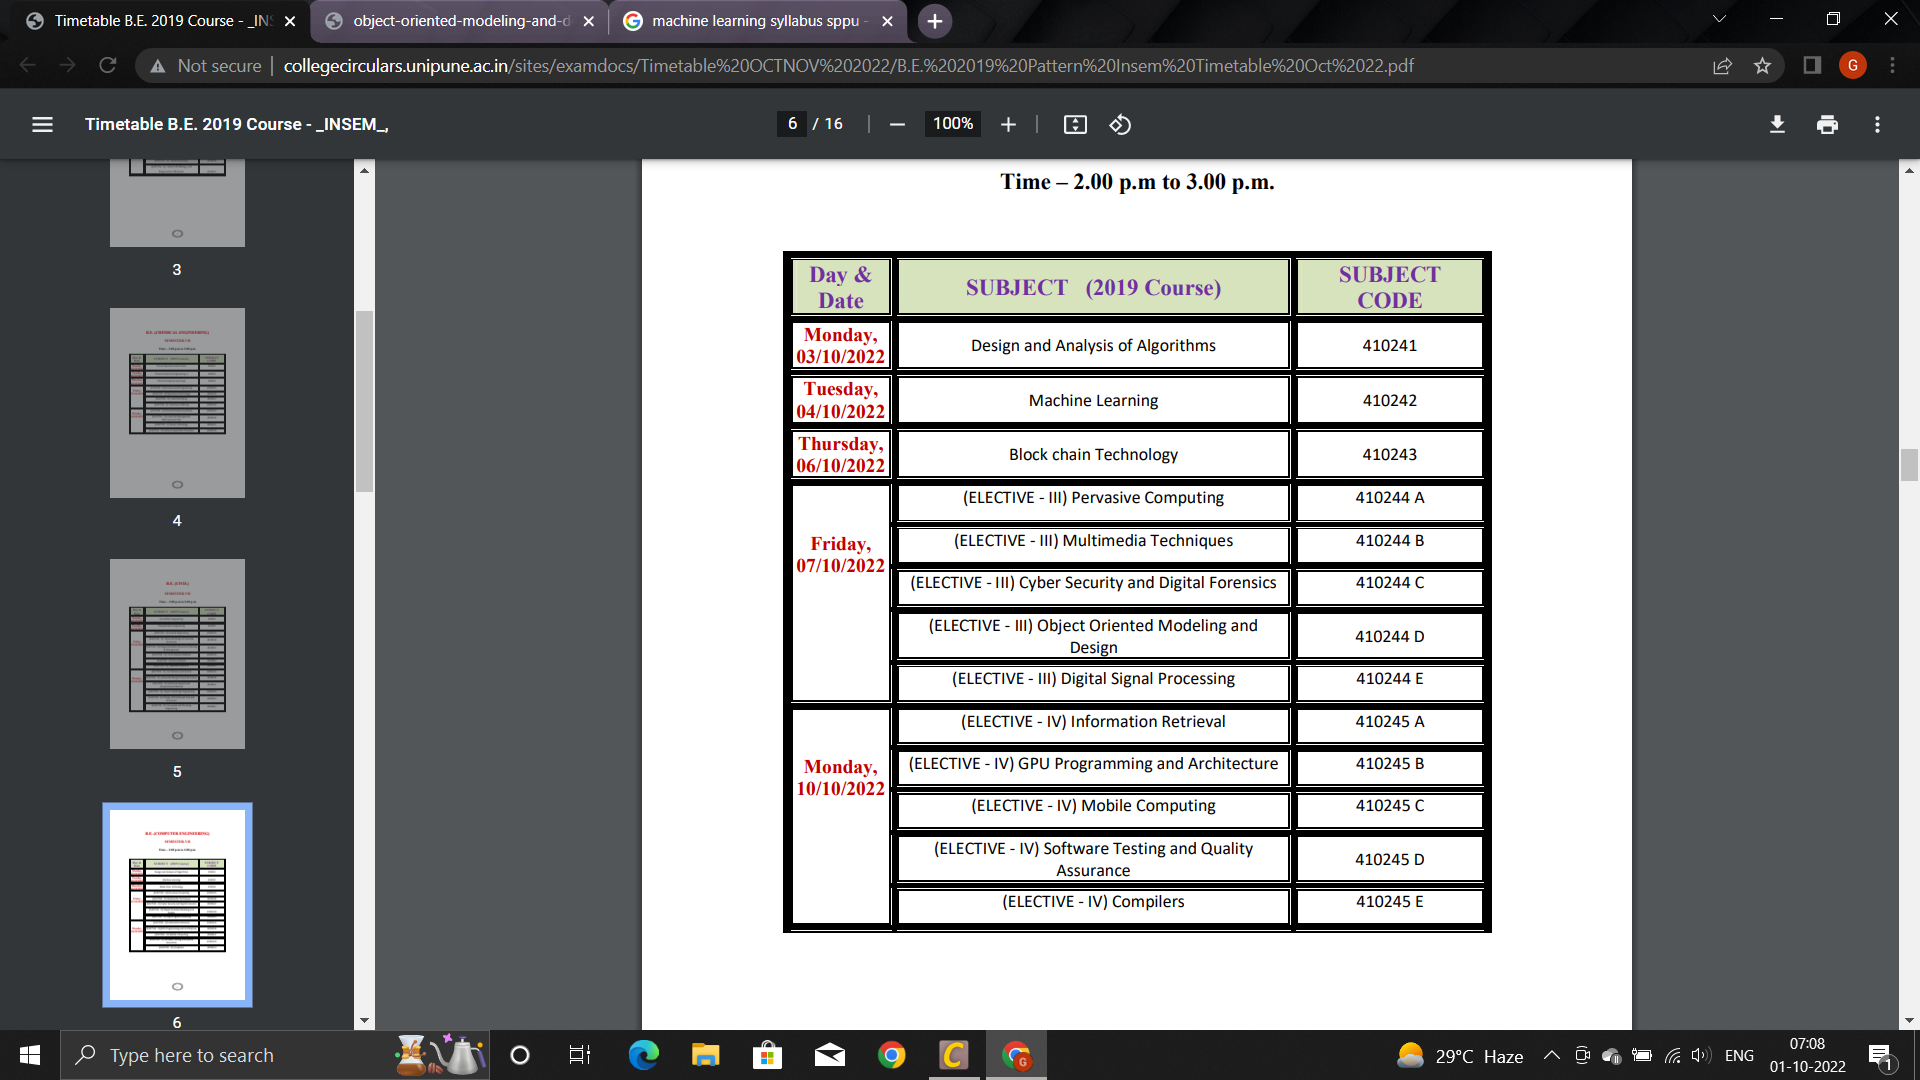 Timetable B.E. 2019 Course - _IN
object-oriented-modeling-and-d
machine learning syllabus sppu -
Not secure
collegecirculars.unipune.ac.in/sites/examdocs/Timetable%20OCTNOV%202022/B.E.%202019%20Pattern%20Insem%20Timetable%20Oct%2022.pdf
G
Timetable B.E. 2019 Course - _INSEM_,
6 / 16
100%
3
4
5
6
B.E. (CHEMICAL ENGINEERING)
B.E. (CIVIL)
B.E. (COMPUTER ENGINEERING)
Time – 2.00 p.m to 3.00 p.m.
Day & Date
SUBJECT (2019 Course)
SUBJECT CODE
Monday, 03/10/2022
Design and Analysis of Algorithms
410241
Tuesday, 04/10/2022
Machine Learning
410242
Thursday, 06/10/2022
Block chain Technology
410243
Friday, 07/10/2022
(ELECTIVE - III) Pervasive Computing
410244 A
(ELECTIVE - III) Multimedia Techniques
410244 B
(ELECTIVE - III) Cyber Security and Digital Forensics
410244 C
(ELECTIVE - III) Object Oriented Modeling and
Design
410244 D
(ELECTIVE - III) Digital Signal Processing
410244 E
Monday, 10/10/2022
(ELECTIVE - IV) Information Retrieval
410245 A
(ELECTIVE - IV) GPU Programming and Architecture
410245 B
(ELECTIVE - IV) Mobile Computing
410245 C
(ELECTIVE - IV) Software Testing and Quality
Assurance
410245 D
(ELECTIVE - IV) Compilers
410245 E
Type here to search
29°C Haze
ENG
07:08
01-10-2022
1